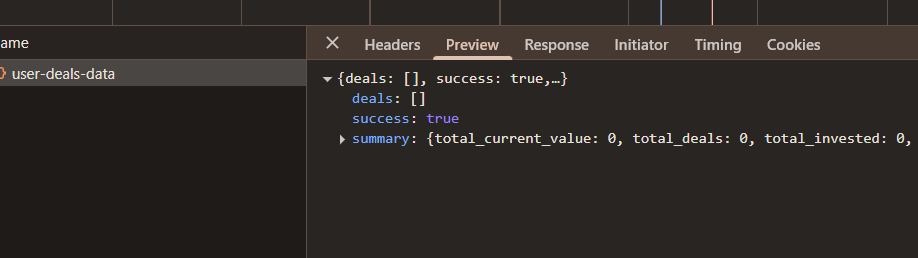 ame
Headers Preview Response Initiator Timing Cookies
user-deals-data
{deals: [], success: true,…}
deals: []
success: true
summary: {total_current_value: 0, total_deals: 0, total_invested: 0,